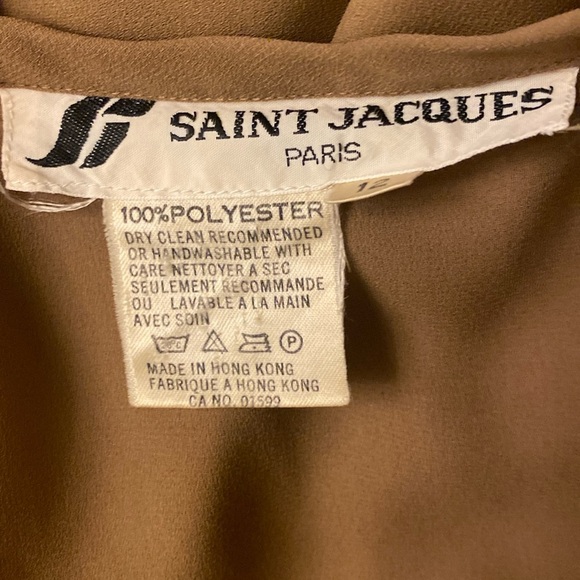 SAINT JACQUES
PARIS
12
100%POLYESTER
DRY CLEAN RECOMMENDED
OR HANDWASHABLE WITH
CARE NETTOYER A SEC
SEULEMENT RECOMMANDE
OU LAVABLE A LA MAIN
AVEC SOIN
P
MADE IN HONG KONG
FABRIQUE A HONG KONG
CA NO. 01599